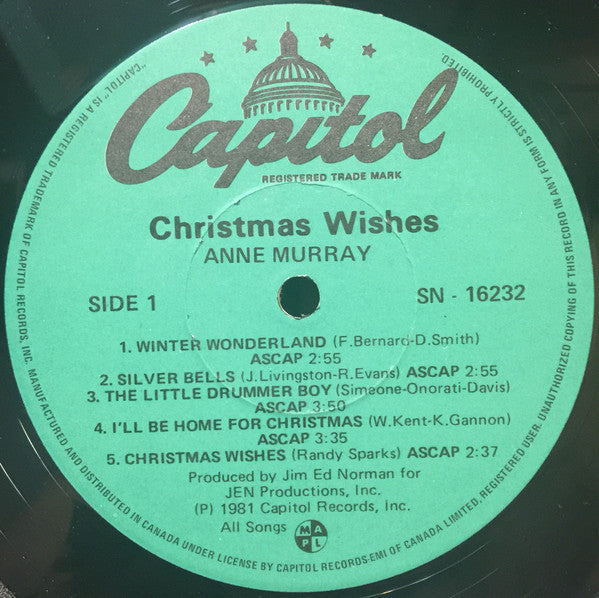 Capitol
REGISTERED TRADE MARK
Christmas Wishes
ANNE MURRAY
SIDE 1
SN - 16232
1. WINTER WONDERLAND (F.Bernard-D.Smith)
ASCAP 2:55
2. SILVER BELLS (J.Livingston-R.Evans) ASCAP 2:55
3. THE LITTLE DRUMMER BOY (Simeone-Onorati-Davis)
ASCAP 3:50
4. I'LL BE HOME FOR CHRISTMAS (W.Kent-K.Gannon)
ASCAP 3:35
5. CHRISTMAS WISHES (Randy Sparks) ASCAP 2:37
Produced by Jim Ed Norman for
JEN Productions, Inc.
(P) 1981 Capitol Records, Inc.
All Songs
M A P L
"CAPITOL" IS A REGISTERED TRADEMARK OF CAPITOL RECORDS, INC. MANUFACTURED AND DISTRIBUTED IN CANADA UNDER LICENSE BY CAPITOL RECORDS-EMI OF CANADA LIMITED, REGISTERED USER. UNAUTHORIZED COPYING OF THIS RECORD IN ANY FORM IS STRICTLY PROHIBITED.